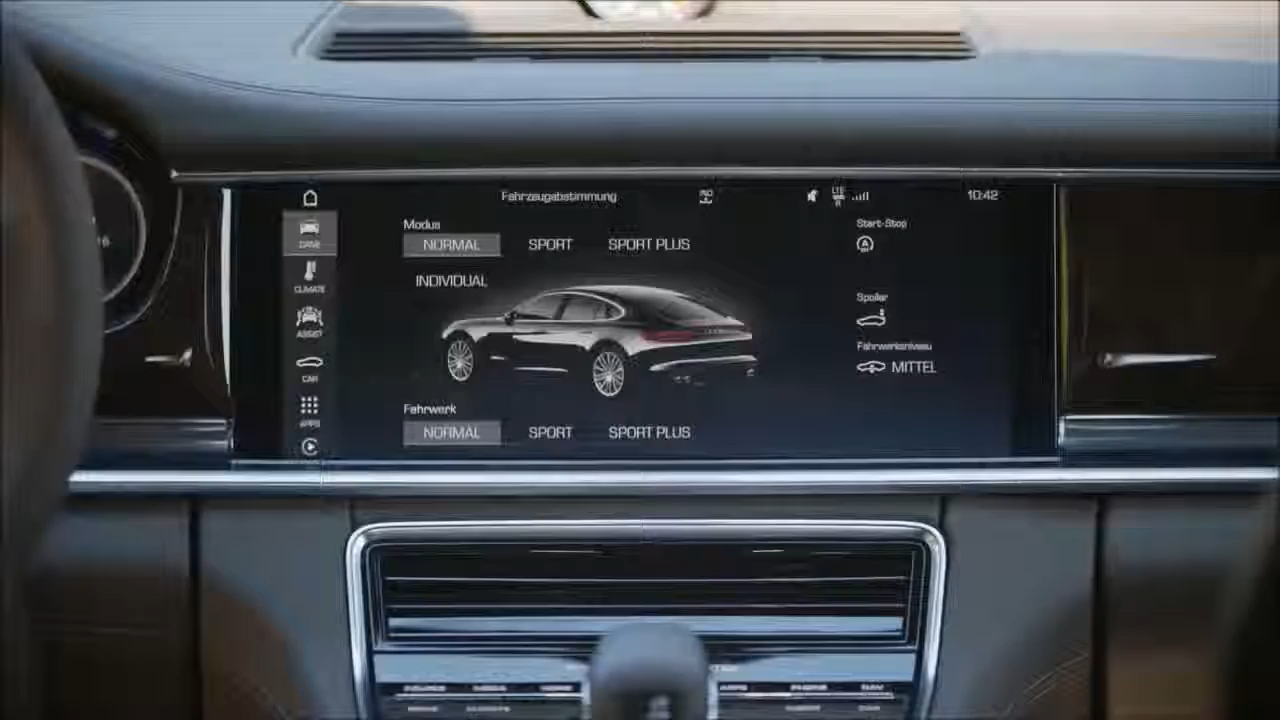 Fahrzeugabstimmung
10:42
DRIVE
CLIMATE
ASSIST
CAR
APPS
Modus
NORMAL SPORT SPORT PLUS
INDIVIDUAL
Fahrwerk
NORMAL SPORT SPORT PLUS
Start-Stop
Spoiler
Fahrwerksniveau
MITTEL